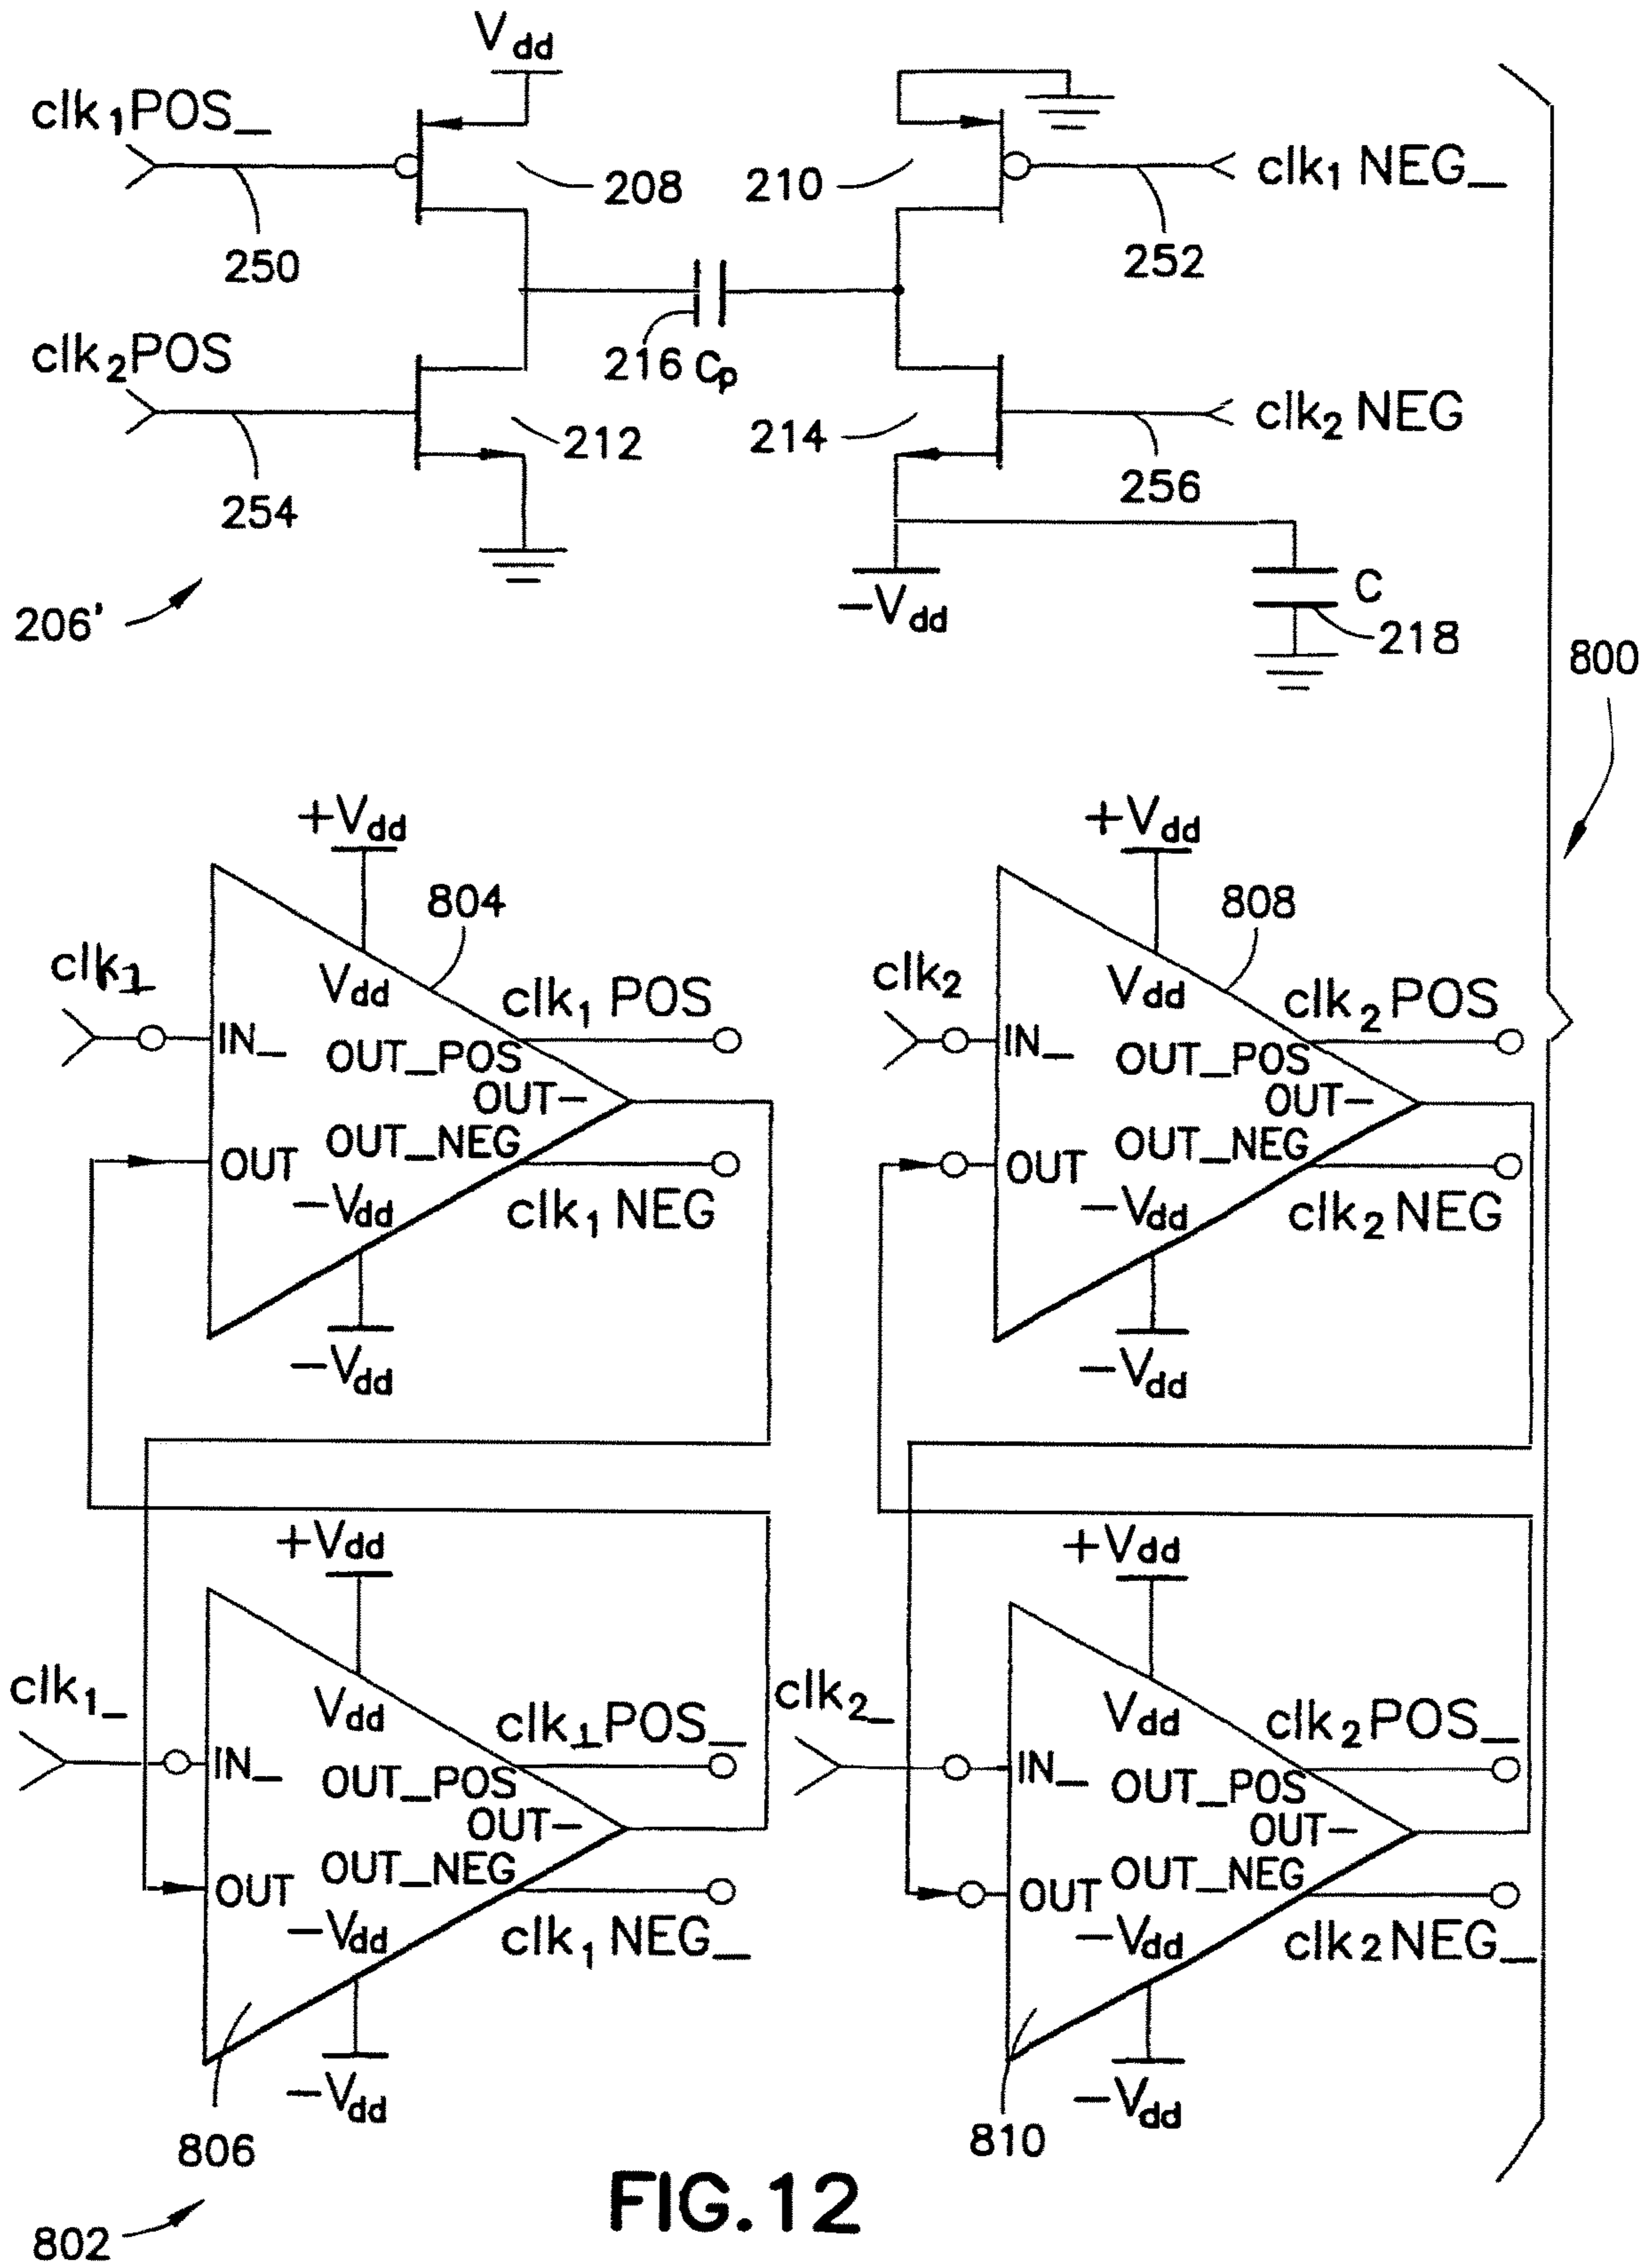 Vdd
clk1POS_
208
210
clk1 NEG_
250
252
clk2POS
216 Cp
clk2 NEG
212
214
254
256
206'
-Vdd
C
218
800
+Vdd
+Vdd
804
808
clk1
Vdd
clk1 POS
clk2
Vdd
clk2 POS
IN_
OUT_POS
IN_
OUT_POS
OUT-
OUT-
OUT
OUT_NEG
OUT
OUT_NEG
-Vdd
clk1 NEG
-Vdd
clk2 NEG
-Vdd
-Vdd
+Vdd
+Vdd
clk1_
Vdd
clk1POS_
clk2_
Vdd
clk2 POS_
IN_
OUT_POS
IN_
OUT_POS
OUT-
OUT-
OUT
OUT_NEG
OUT
OUT_NEG
-Vdd
clk1 NEG_
-Vdd
clk2 NEG_
-Vdd
-Vdd
806
810
FIG.12
802